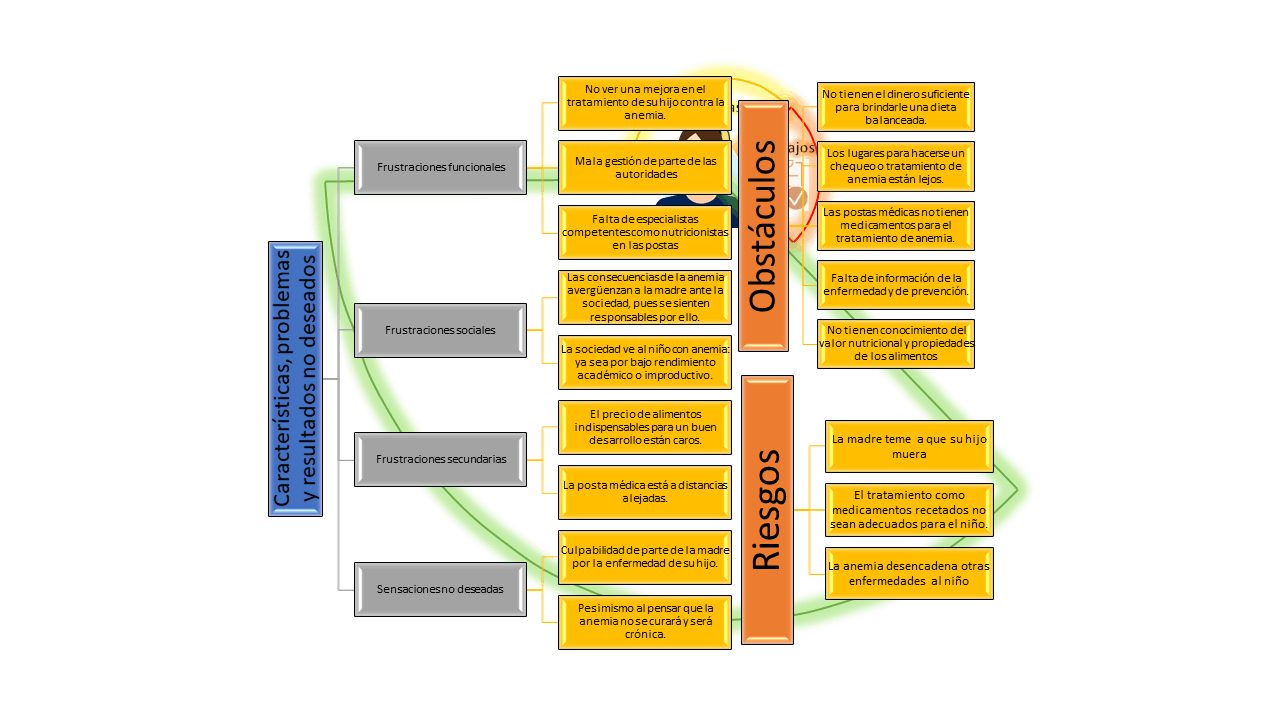 Características, problemas
y resultados no deseados
Frustraciones funcionales
No ver una mejora en el
tratamiento de su hijo contra la
anemia.
Mala gestión de parte de las
autoridades
Falta de especialistas
competentes como nutricionistas
en las postas
Frustraciones sociales
Las consecuencias de la anemia
avergüenzan a la madre ante la
sociedad, pues se sienten
responsables por ello.
La sociedad ve al niño con anemia:
ya sea por bajo rendimiento
académico o improductivo.
Frustraciones secundarias
El precio de alimentos
indispensables para un buen
desarrollo están caros.
La posta médica está a distancias
alejadas.
Sensaciones no deseadas
Culpabilidad de parte de la madre
por la enfermedad de su hijo.
Pesimismo al pensar que la
anemia no se curará y será
crónica.
Obstáculos
No tienen el dinero suficiente
para brindarle una dieta
balanceada.
Los lugares para hacerse un
chequeo o tratamiento de
anemia están lejos.
Las postas médicas no tienen
medicamentos para el
tratamiento de anemia.
Falta de información de la
enfermedad y de prevención.
No tienen conocimiento del
valor nutricional y propiedades
de los alimentos
Riesgos
La madre teme a que su hijo
muera
El tratamiento como
medicamentos recetados no
sean adecuados para el niño.
La anemia desencadena otras
enfermedades al niño